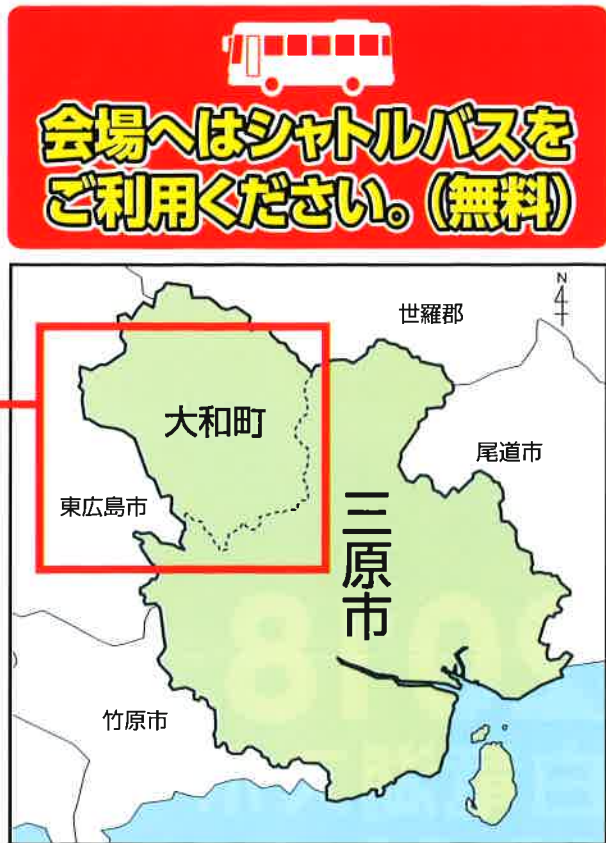 会場へはシャトルバスを
ご利用ください。(無料)
N
世羅郡
大和町
尾道市
東広島市
三原市
竹原市